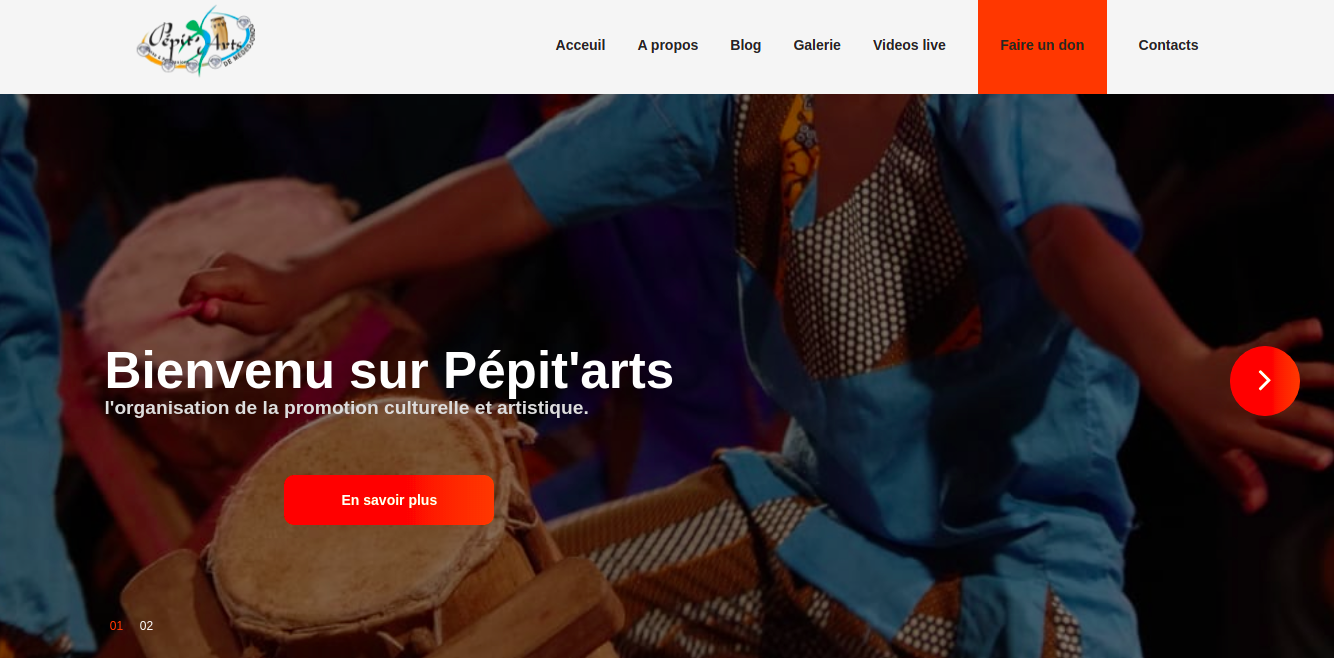 Pépit'Arts
Acceuil
A propos
Blog
Galerie
Videos live
Faire un don
Contacts
Bienvenu sur Pépit'arts
l'organisation de la promotion culturelle et artistique.
En savoir plus
01
02